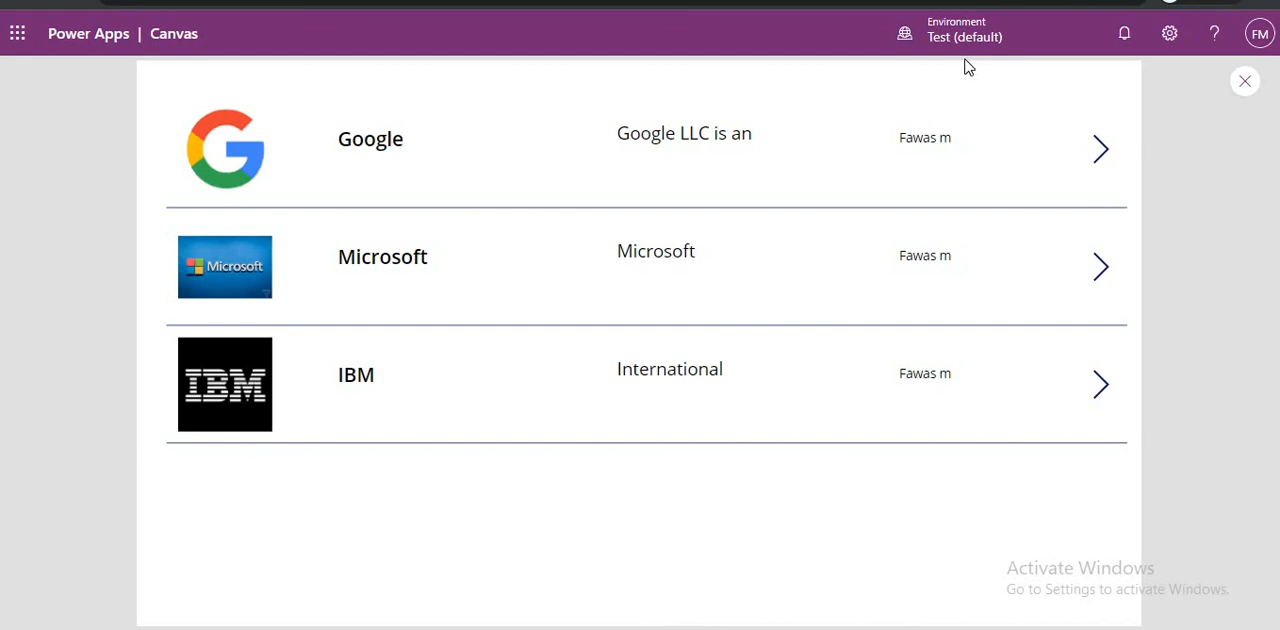 Power Apps | Canvas
Environment
Test (default)
?
FM
Google
Google LLC is an
Fawas m
Microsoft
Microsoft
Microsoft
Fawas m
IBM
IBM
International
Fawas m
Activate Windows
Go to Settings to activate Windows.